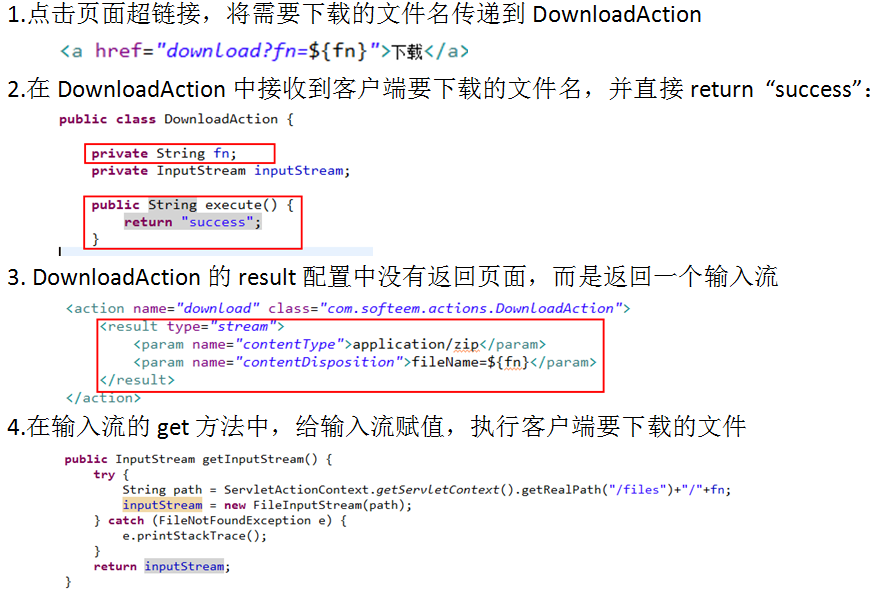 1.点击页面超链接，将需要下载的文件名传递到 DownloadAction
<a href="download?fn=${fn}">下载</a>
2.在 DownloadAction 中接收到客户端要下载的文件名，并直接 return “success”：
public class DownloadAction {
private String fn;
private InputStream inputStream;
public String execute() {
return "success";
}
3. DownloadAction 的 result 配置中没有返回页面，而是返回一个输入流
<action name="download" class="com.softeem.actions.DownloadAction">
<result type="stream">
<param name="contentType">application/zip</param>
<param name="contentDisposition">fileName=${fn}</param>
</result>
</action>
4.在输入流的 get 方法中，给输入流赋值，执行客户端要下载的文件
public InputStream getInputStream() {
try {
String path = ServletActionContext.getServletContext().getRealPath("/files")+"/"+fn;
inputStream = new FileInputStream(path);
} catch (FileNotFoundException e) {
e.printStackTrace();
}
return inputStream;
}